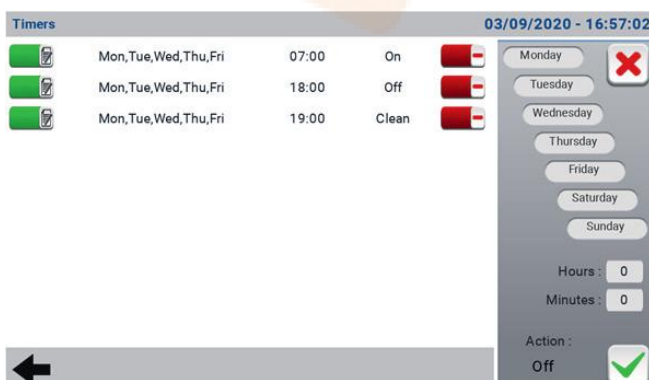 Timers 03/09/2020 - 16:57:02
Mon,Tue,Wed,Thu,Fri 07:00 On
Mon,Tue,Wed,Thu,Fri 18:00 Off
Mon,Tue,Wed,Thu,Fri 19:00 Clean
Monday
Tuesday
Wednesday
Thursday
Friday
Saturday
Sunday
Hours : 0
Minutes : 0
Action :
Off